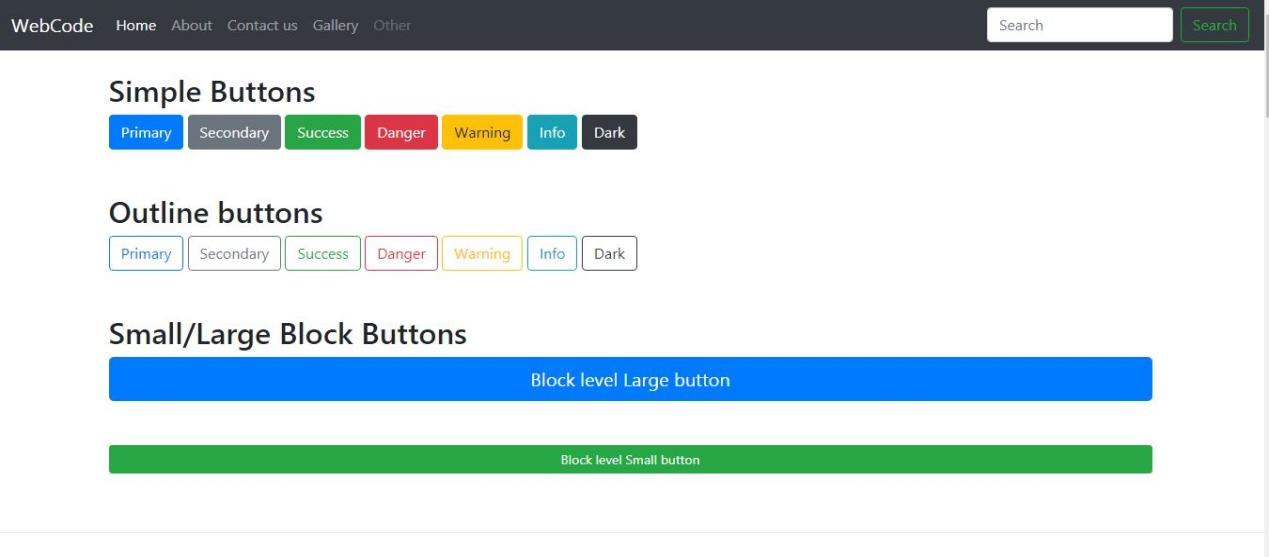 WebCode Home About Contact us Gallery Other Search Search
Simple Buttons
Primary Secondary Success Danger Warning Info Dark
Outline buttons
Primary Secondary Success Danger Warning Info Dark
Small/Large Block Buttons
Block level Large button
Block level Small button